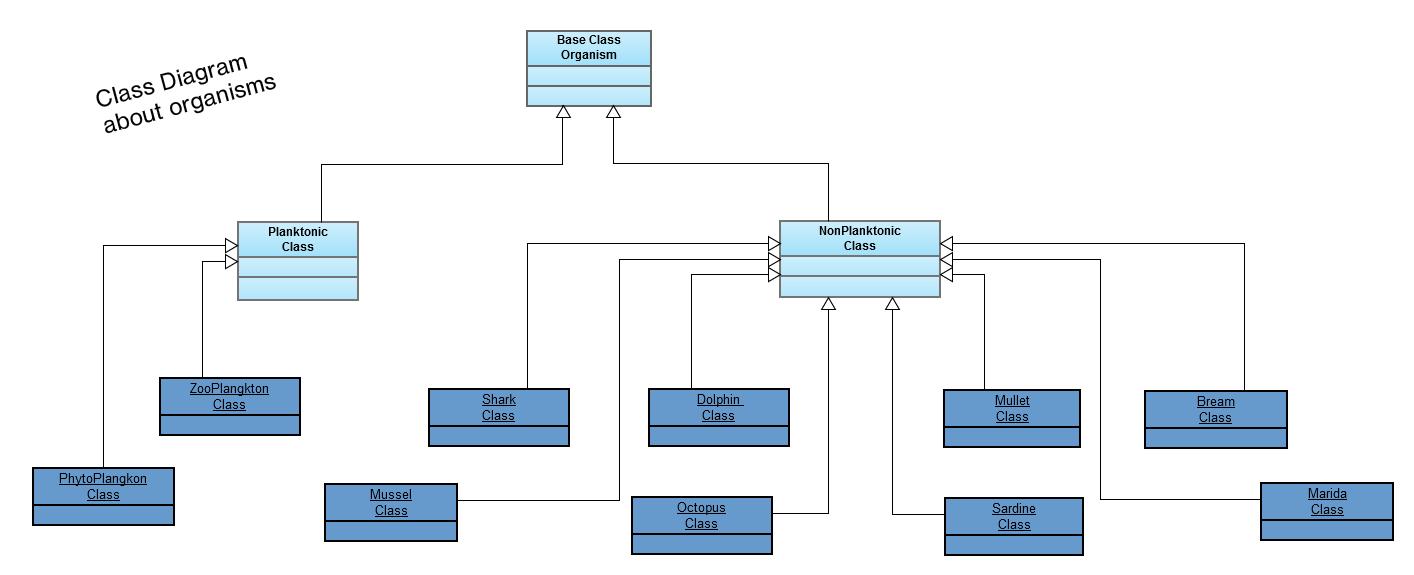 Class Diagram
about organisms
Base Class
Organism
Planktonic
Class
NonPlanktonic
Class
ZooPlangkton
Class
Shark
Class
Dolphin
Class
Mullet
Class
Bream
Class
PhytoPlangkon
Class
Mussel
Class
Octopus
Class
Sardine
Class
Marida
Class